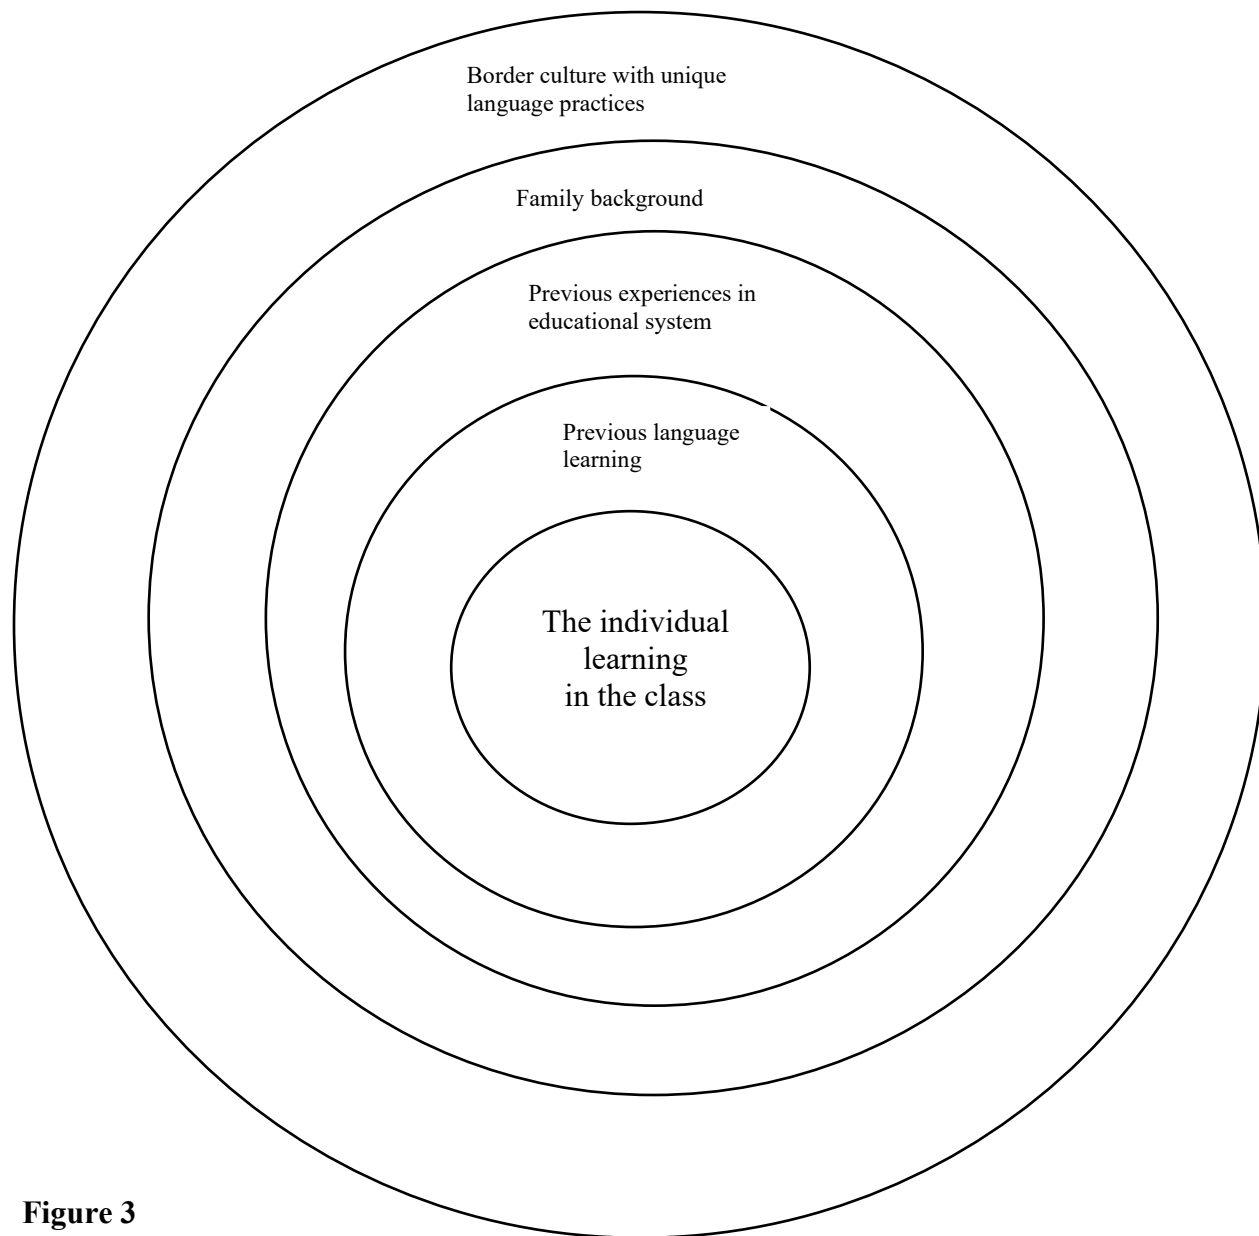 Border culture with unique
language practices
Family background
Previous experiences in
educational system
Previous language
learning
The individual
learning
in the class
Figure 3